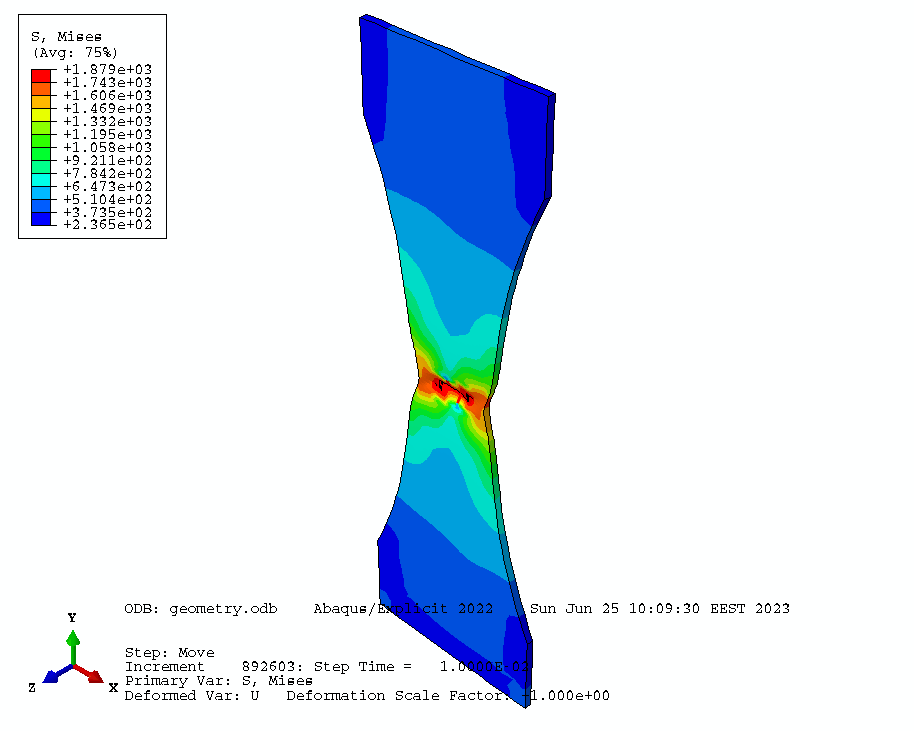 S, Mises
(Avg: 75%)
+1.879e+03
+1.743e+03
+1.606e+03
+1.469e+03
+1.332e+03
+1.195e+03
+1.058e+03
+9.211e+02
+7.842e+02
+6.473e+02
+5.104e+02
+3.735e+02
+2.365e+02
ODB: geometry.odb Abaqus/Explicit 2022 Sun Jun 25 10:09:30 EEST 2023
Y
Z
X
Step: Move
Increment 892603: Step Time = 1.0000E-02
Primary Var: S, Mises
Deformed Var: U Deformation Scale Factor: +1.000e+00